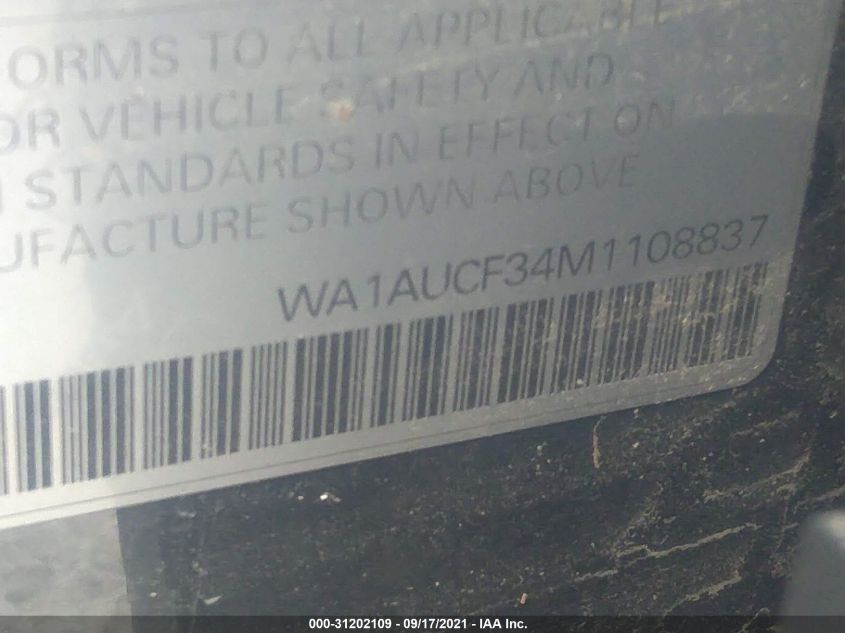 ORMS TO ALL APPLICABLE
OR VEHICLE SAFETY AND
STANDARDS IN EFFECT ON
UFACTURE SHOWN ABOVE
WA1AUCF34M1108837
000-31202109 - 09/17/2021 - IAA Inc.